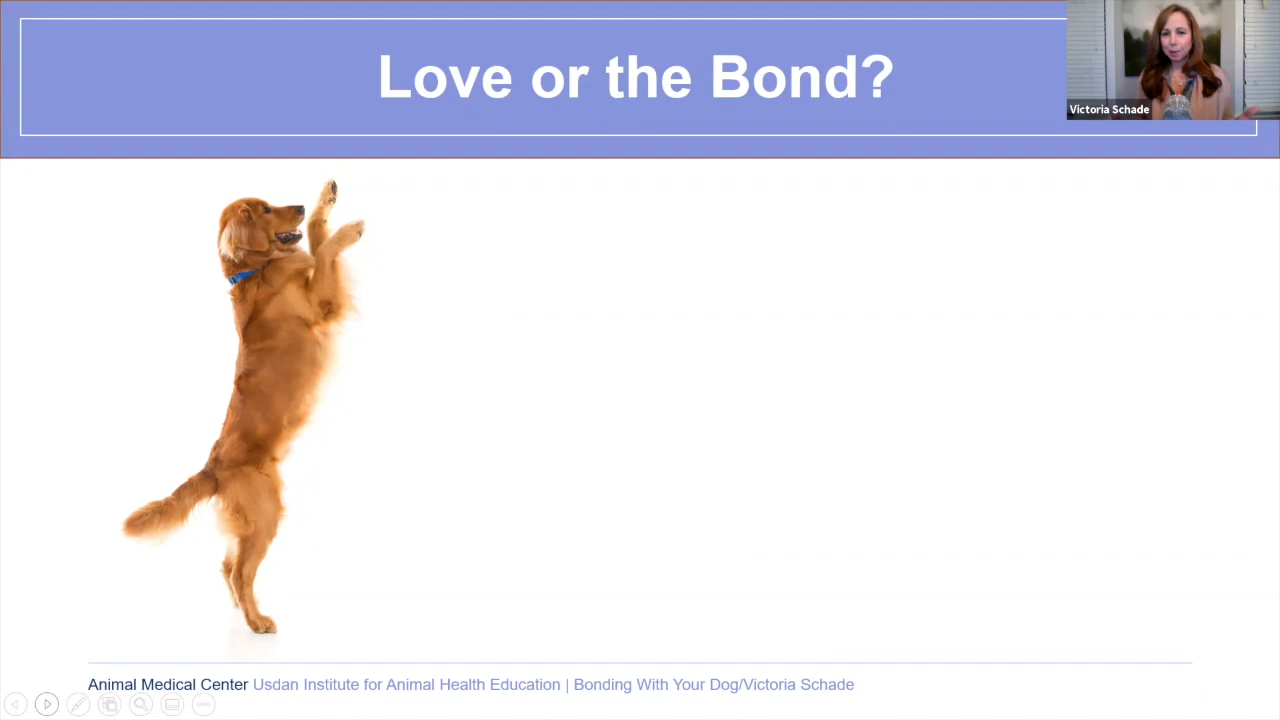 Love or the Bond?
Victoria Schade
Animal Medical Center Usdan Institute for Animal Health Education | Bonding With Your Dog/Victoria Schade